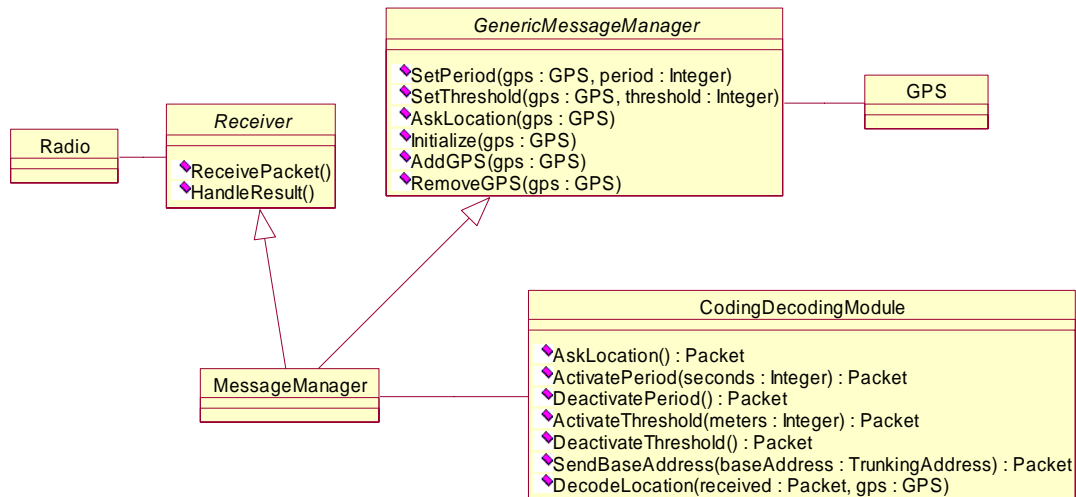 GenericMessageManager
SetPeriod(gps : GPS, period : Integer)
SetThreshold(gps : GPS, threshold : Integer)
AskLocation(gps : GPS)
Initialize(gps : GPS)
AddGPS(gps : GPS)
RemoveGPS(gps : GPS)
GPS
Receiver
ReceivePacket()
HandleResult()
Radio
MessageManager
CodingDecodingModule
AskLocation() : Packet
ActivatePeriod(seconds : Integer) : Packet
DeactivatePeriod() : Packet
ActivateThreshold(meters : Integer) : Packet
DeactivateThreshold() : Packet
SendBaseAddress(baseAddress : TrunkingAddress) : Packet
DecodeLocation(received : Packet, gps : GPS)